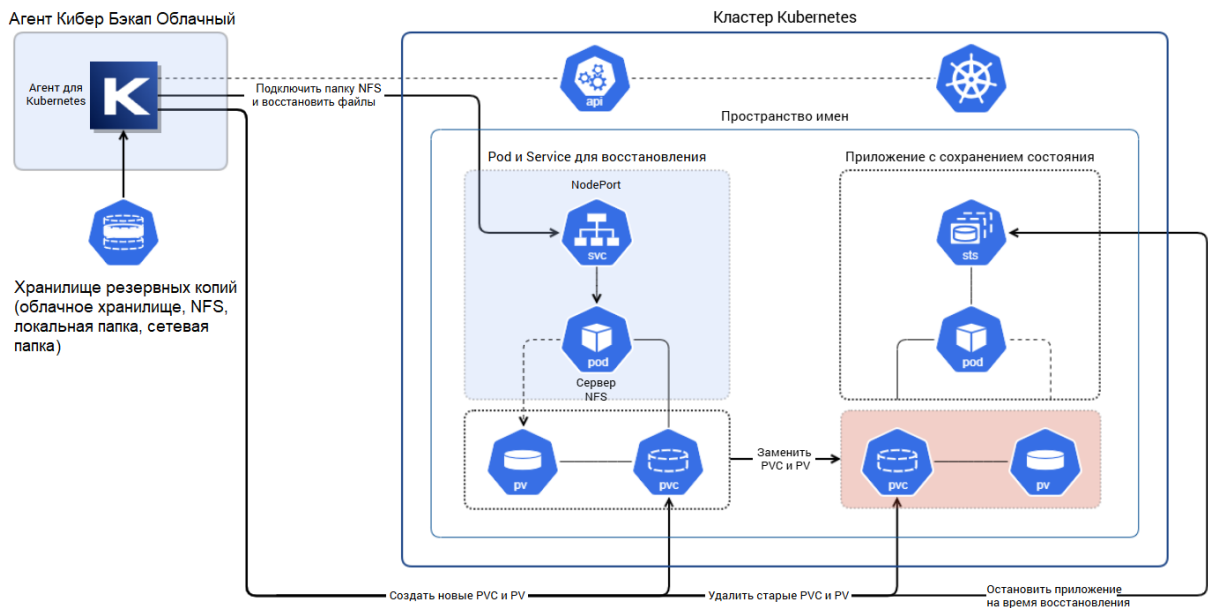 Агент Кибер Бэкап Облачный
Кластер Kubernetes
Агент для
Kubernetes
K
Подключить папку NFS
и восстановить файлы
api
Пространство имен
Pod и Service для восстановления
Приложение с сохранением состояния
NodePort
svc
sts
Хранилище резервных копий
(облачное хранилище, NFS,
локальная папка, сетевая
папка)
pod
pod
Сервер
NFS
pv
pvc
Заменить
PVC и PV
pvc
pv
Создать новые PVC и PV
Удалить старые PVC и PV
Остановить приложение
на время восстановления